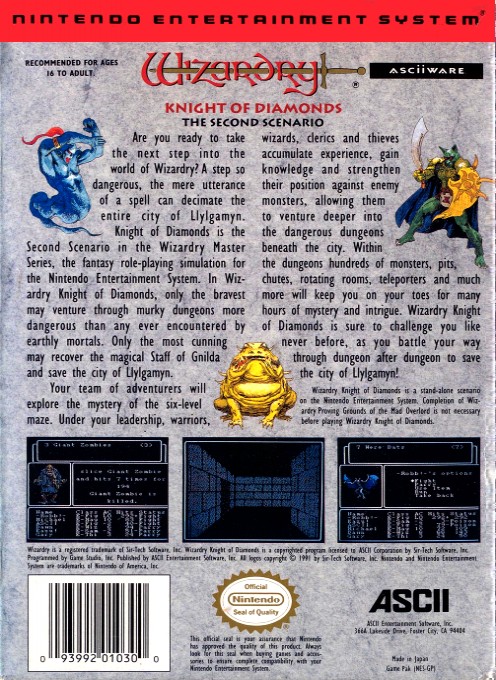 NINTENDO ENTERTAINMENT SYSTEM®
RECOMMENDED FOR AGES
16 TO ADULT.
Wizardry®
ASCIIWARE
KNIGHT OF DIAMONDS
THE SECOND SCENARIO
Are you ready to take
the next step into the
world of Wizardry? A step so
dangerous, the mere utterance
of a spell can decimate the
entire city of Llylgamyn.
Knight of Diamonds is the
Second Scenario in the Wizardry Master
Series, the fantasy role-playing simulation for
the Nintendo Entertainment System. In Wiz-
ardry Knight of Diamonds, only the bravest
may venture through murky dungeons more
dangerous than any ever encountered by
earthly mortals. Only the most cunning
may recover the magical Staff of Gnilda
and save the city of Llylgamyn.
Your team of adventurers will
explore the mystery of the six-level
maze. Under your leadership, warriors,
wizards, clerics and thieves
accumulate experience, gain
knowledge and strengthen
their position against enemy
monsters, allowing them
to venture deeper into
the dangerous dungeons
beneath the city. Within
the dungeons hundreds of monsters, pits,
chutes, rotating rooms, teleporters and much
more will keep you on your toes for many
hours of mystery and intrigue. Wizardry Knight
of Diamonds is sure to challenge you like
never before, as you battle your way
through dungeon after dungeon to save
the city of Llylgamyn!
Wizardry Knight of Diamonds is a stand-alone scenario
on the Nintendo Entertainment System. Completion of Wiz-
ardry Proving Grounds of the Mad Overlord is not necessary
before playing Wizardry Knight of Diamonds.
7 Giant Zombies (3)
slice Giant Zombie
and hits 7 times for
194
Giant Zombie is
killed.
7 Were Bats (7)
options
Fight
Item
Take back
Wizardry is a registered trademark of Sir-Tech Software, Inc. Wizardry Knight of Diamonds is a copyrighted program licensed to ASCII Corporation by Sir-Tech Software, Inc.
Programmed by Game Studio, Inc. Published by ASCII Entertainment Software, Inc. All rights copyright © 1991 by Sir-Tech Software, Inc. Nintendo and Nintendo Entertainment
System are trademarks of Nintendo of America, Inc.
0 93992 01030 0
Official
Nintendo
Seal of Quality
This official seal is your assurance that Nintendo
has approved the quality of this product. Always
look for this seal when buying games and acces-
sories to ensure complete compatibility with your
Nintendo Entertainment System.
ASCII
ASCII Entertainment Software, Inc.
366A Lakeside Drive, Foster City, CA 94404
Made in Japan
Game Pak (NES-GP)